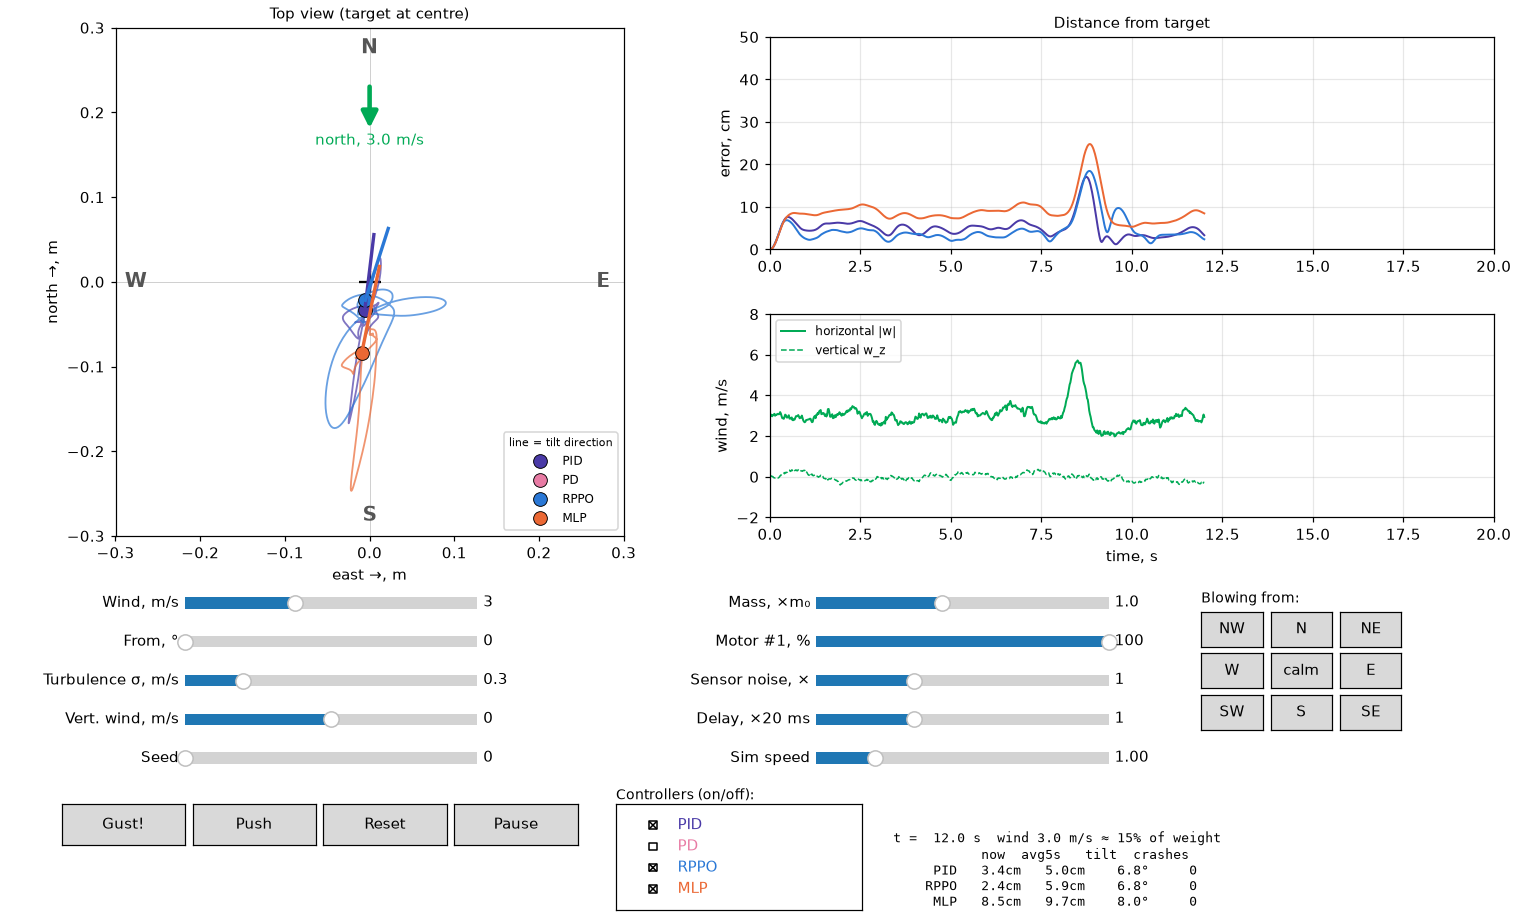 Top view (target at centre)
0.3
0.2
0.1
0.0
−0.1
−0.2
−0.3
north →, m
N
north, 3.0 m/s
W
E
S
line = tilt direction
PID
PD
RPPO
MLP
−0.3 −0.2 −0.1 0.0 0.1 0.2 0.3
east →, m
Distance from target
50
40
30
20
10
0
error, cm
0.0 2.5 5.0 7.5 10.0 12.5 15.0 17.5 20.0
8
6
4
2
0
−2
wind, m/s
horizontal |w|
vertical w_z
0.0 2.5 5.0 7.5 10.0 12.5 15.0 17.5 20.0
time, s
Wind, m/s 3
From, ° 0
Turbulence σ, m/s 0.3
Vert. wind, m/s 0
Seed 0
Mass, ×m₀ 1.0
Motor #1, % 100
Sensor noise, × 1
Delay, ×20 ms 1
Sim speed 1.00
Blowing from:
NW N NE
W calm E
SW S SE
Gust! Push Reset Pause
Controllers (on/off):
PID
PD
RPPO
MLP
t = 12.0 s wind 3.0 m/s ≈ 15% of weight
now avg5s tilt crashes
PID 3.4cm 5.0cm 6.8° 0
RPPO 2.4cm 5.9cm 6.8° 0
MLP 8.5cm 9.7cm 8.0° 0